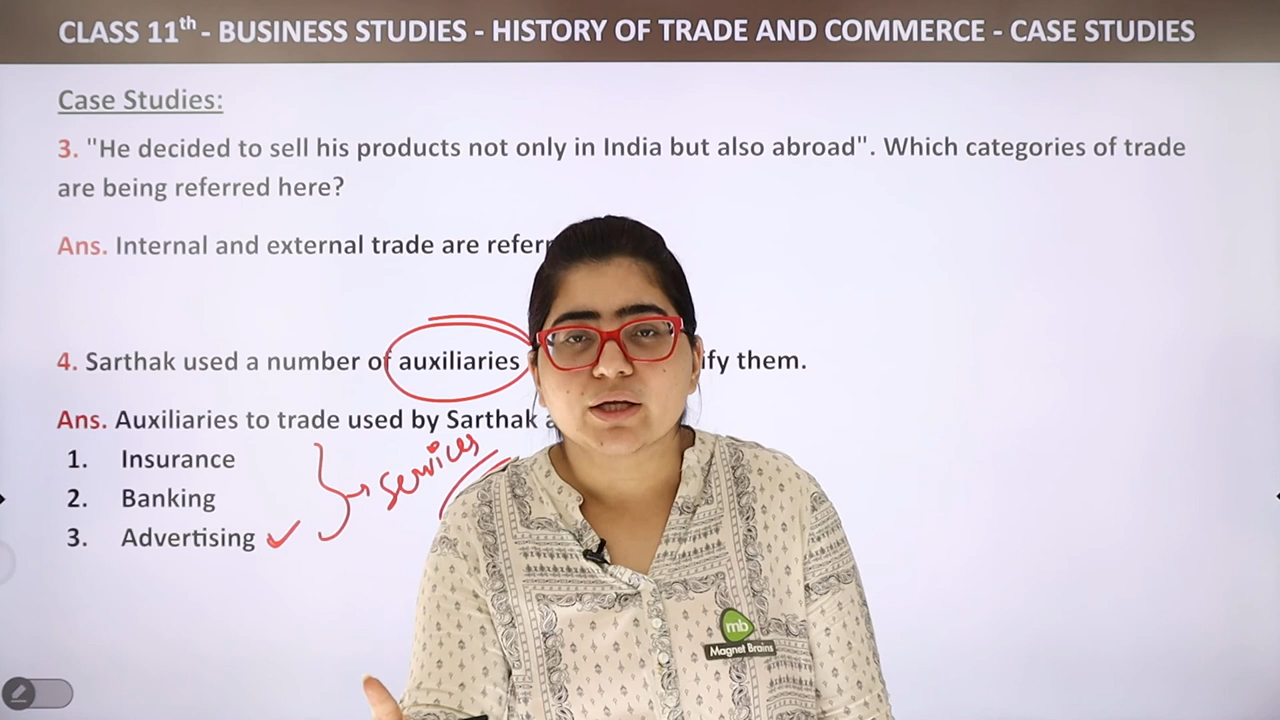 CLASS 11th - BUSINESS STUDIES - HISTORY OF TRADE AND COMMERCE - CASE STUDIES
Case Studies:
3. "He decided to sell his products not only in India but also abroad". Which categories of trade
are being referred here?
Ans. Internal and external trade are refer
4. Sarthak used a number of auxiliaries ify them.
Ans. Auxiliaries to trade used by Sarthak
1. Insurance
2. Banking
3. Advertising
services
mb
Magnet Brains